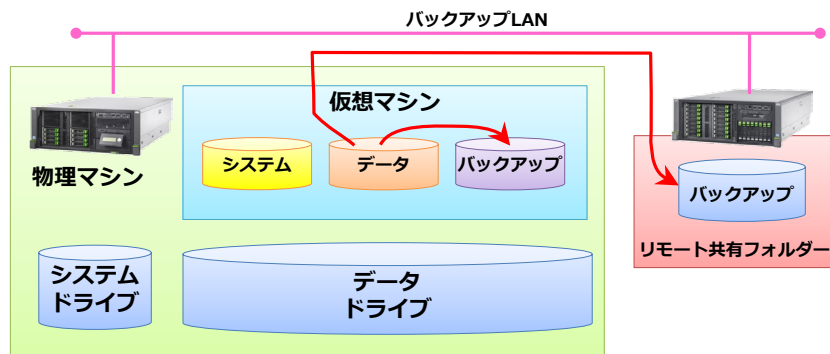 バックアップLAN
仮想マシン
物理マシン
システム
データ
バックアップ
バックアップ
リモート共有フォルダー
システム
ドライブ
データ
ドライブ